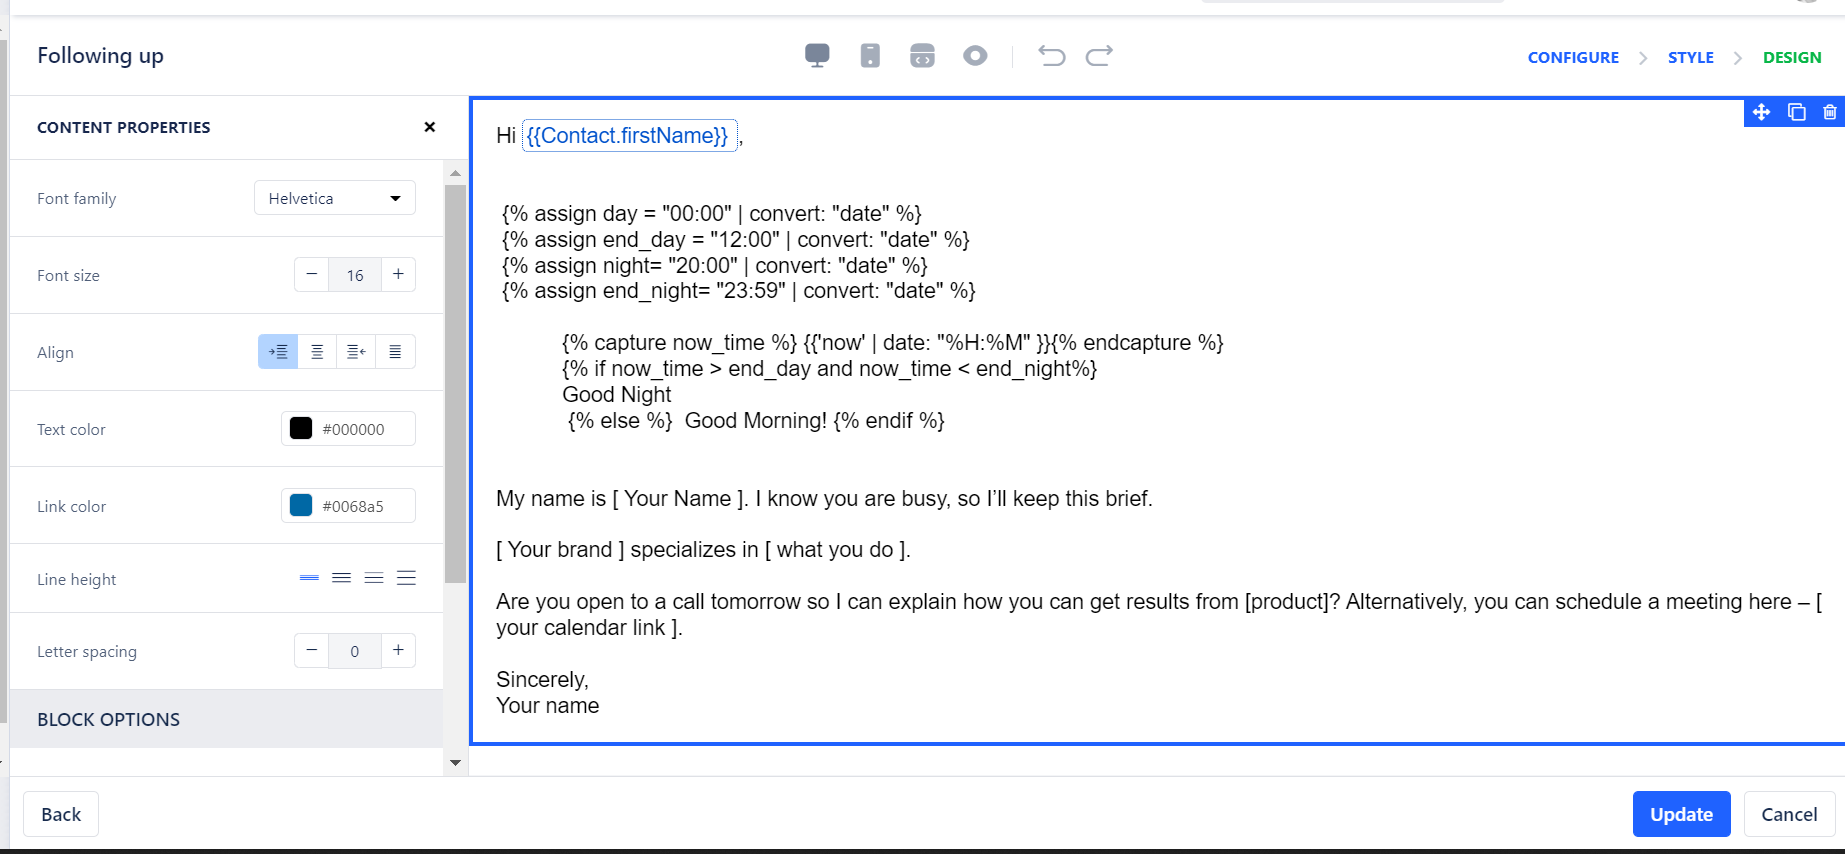 Following up
CONFIGURE
STYLE
DESIGN
CONTENT PROPERTIES
Font family
Helvetica
Font size
− 16 +
Align
Text color
#000000
Link color
#0068a5
Line height
Letter spacing
− 0 +
BLOCK OPTIONS
Hi {{Contact.firstName}} ,
{% assign day = "00:00" | convert: "date" %}
{% assign end_day = "12:00" | convert: "date" %}
{% assign night= "20:00" | convert: "date" %}
{% assign end_night= "23:59" | convert: "date" %}
{% capture now_time %} {{'now' | date: "%H:%M" }}{% endcapture %}
{% if now_time > end_day and now_time < end_night%}
Good Night
{% else %}  Good Morning! {% endif %}
My name is [ Your Name ]. I know you are busy, so I’ll keep this brief.
[ Your brand ] specializes in [ what you do ].
Are you open to a call tomorrow so I can explain how you can get results from [product]? Alternatively, you can schedule a meeting here – [
your calendar link ].
Sincerely,
Your name
Back
Update
Cancel